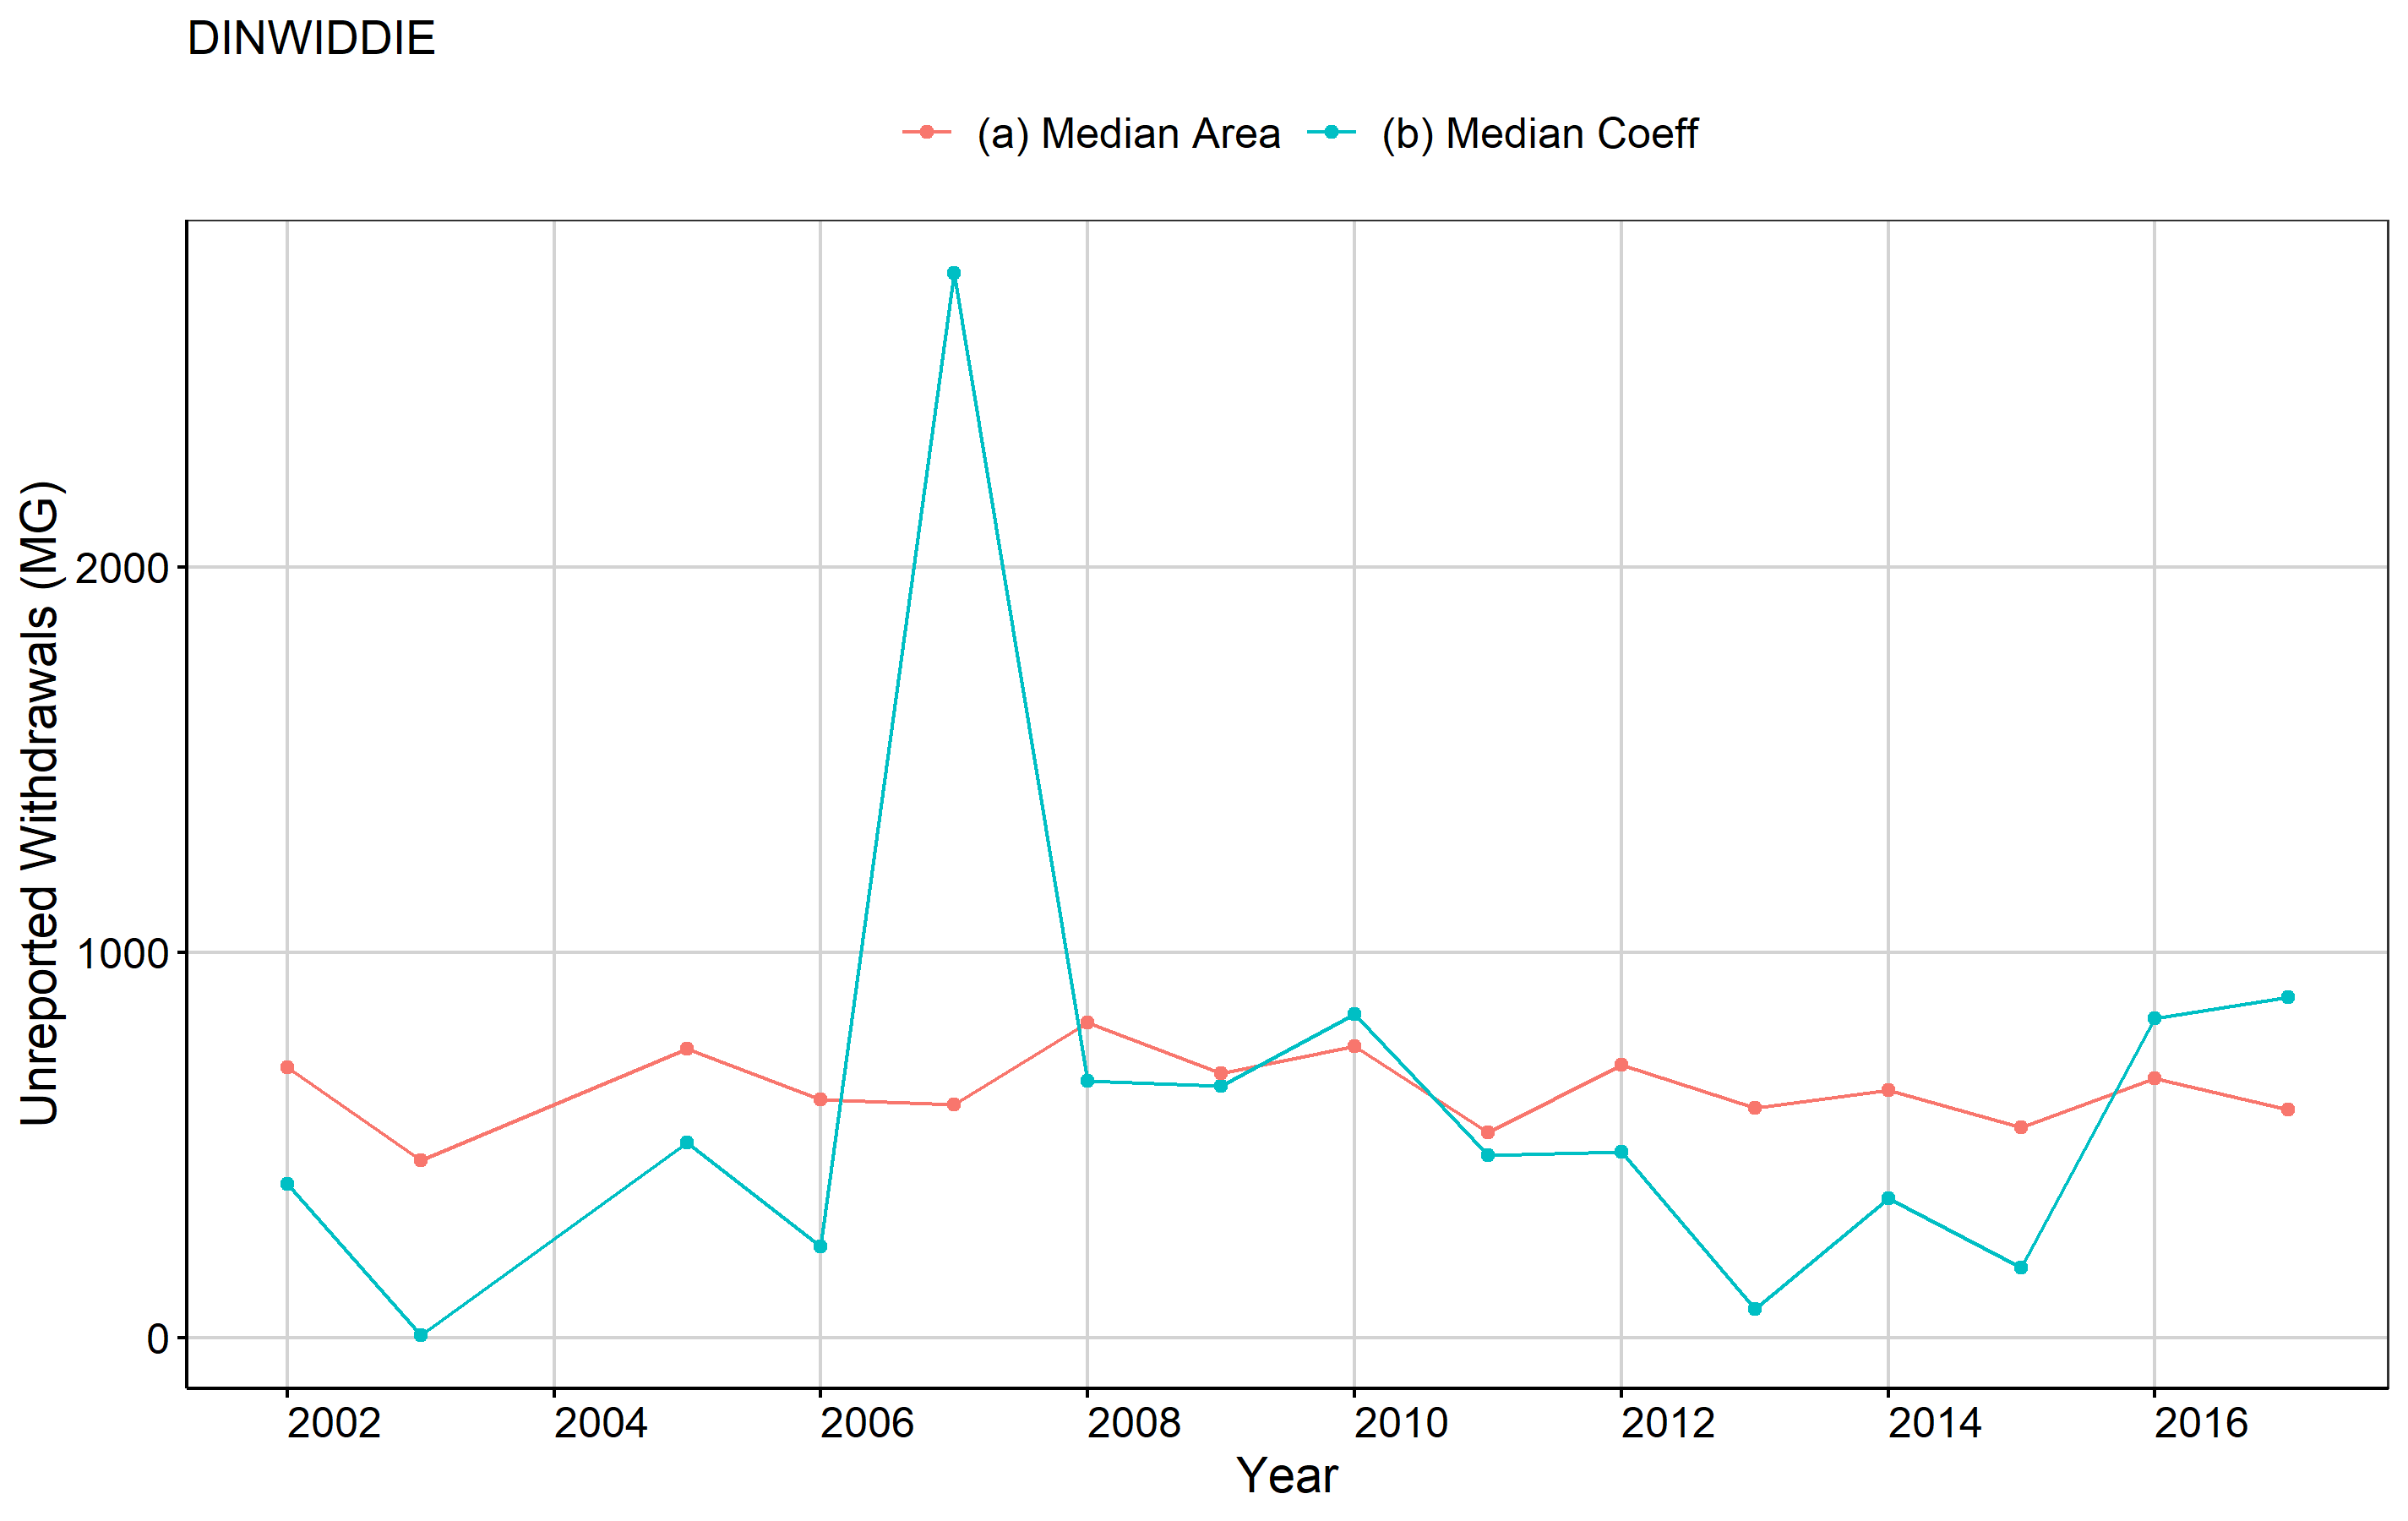 DINWIDDIE
(a) Median Area (b) Median Coeff
Unreported Withdrawals (MG)
2000
1000
0
2002 2004 2006 2008 2010 2012 2014 2016
Year